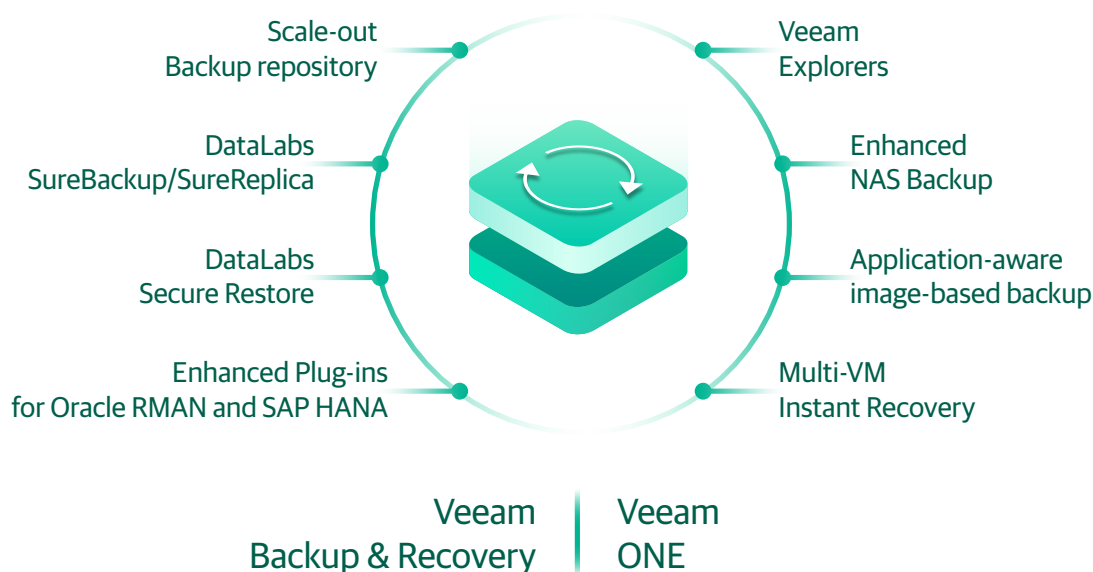 Scale-out
Backup repository
DataLabs
SureBackup/SureReplica
DataLabs
Secure Restore
Enhanced Plug-ins
for Oracle RMAN and SAP HANA
Veeam
Explorers
Enhanced
NAS Backup
Application-aware
image-based backup
Multi-VM
Instant Recovery
Veeam
Backup & Recovery
Veeam
ONE